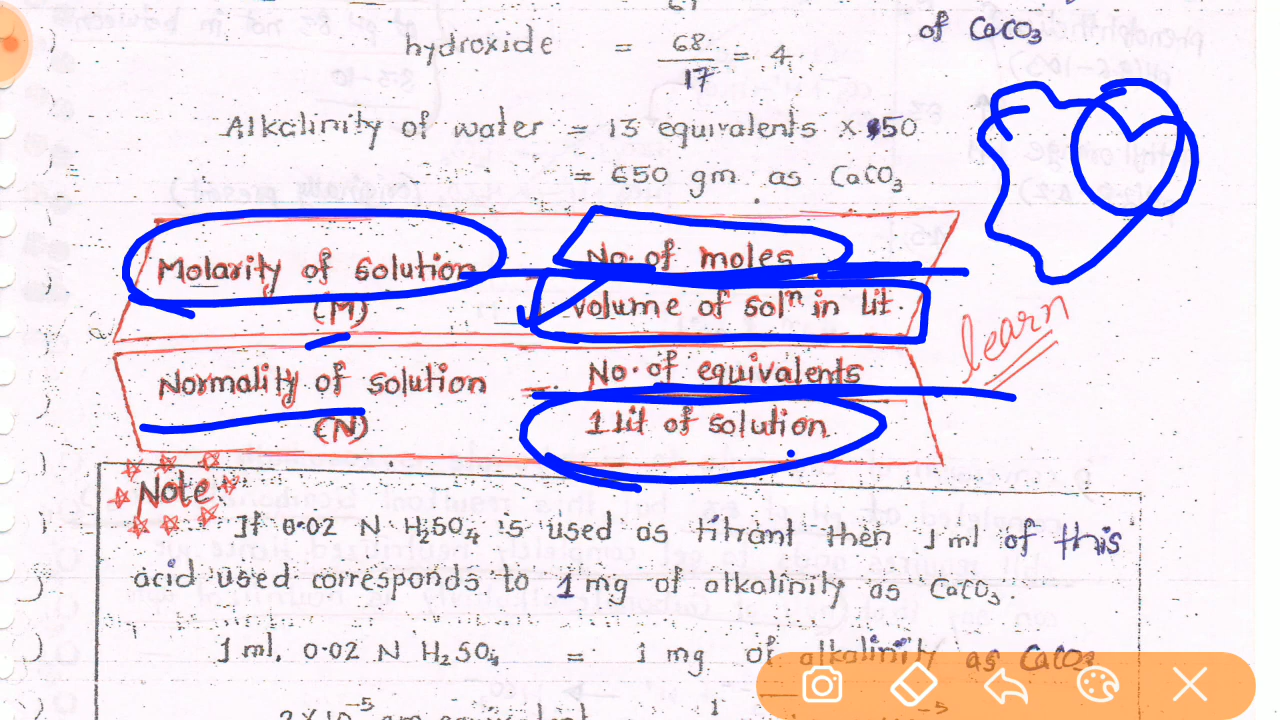 of CaCO3
hydroxide = 68/17 = 4
Alkalinity of water = 13 equivalents × 50
= 650 gm as CaCO3
Molarity of solution (M) = No. of moles / volume of solⁿ in lit.
Normality of solution (N) = No. of equivalents / 1 lit of solution
learn
Note:
If 0.02 N H2SO4 is used as titrant then 1 ml of this
acid used corresponds to 1 mg of alkalinity as CaCO3.
1 ml. 0.02 N H2SO4 = 1 mg of alkalinity as CaCO3